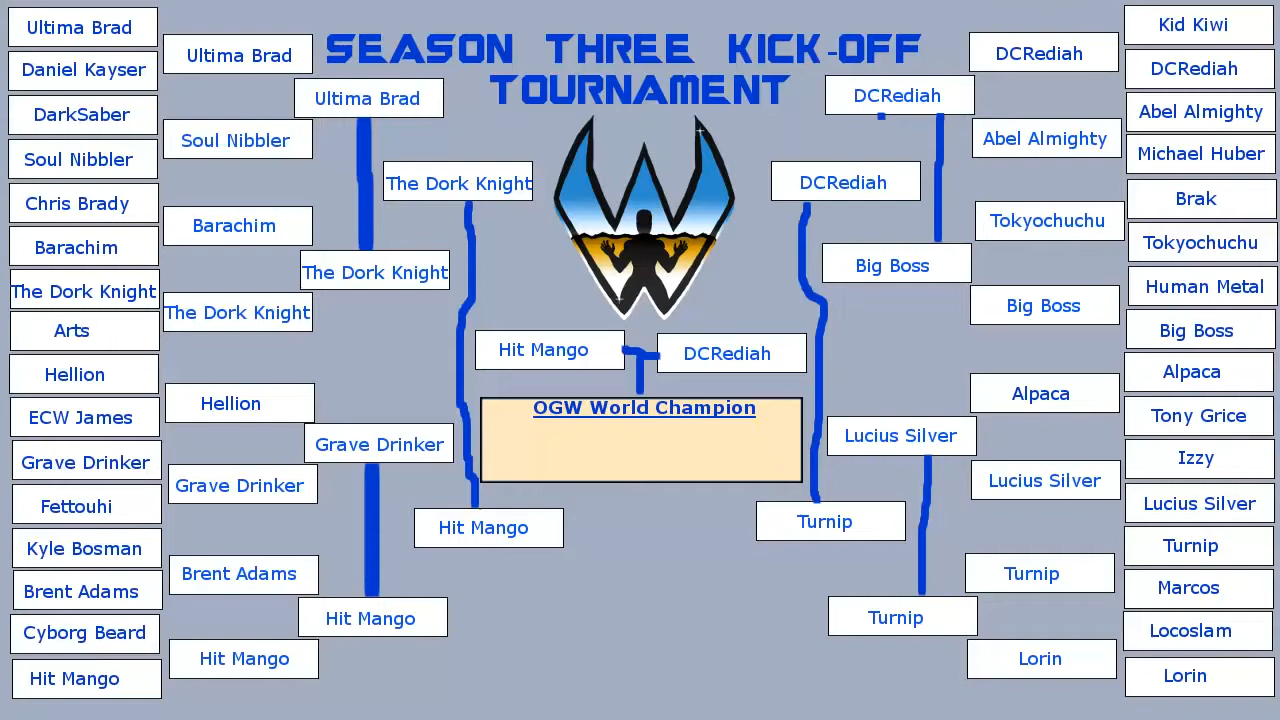 SEASON THREE KICK-OFF
TOURNAMENT
Ultima Brad
Daniel Kayser
DarkSaber
Soul Nibbler
Chris Brady
Barachim
The Dork Knight
Arts
Hellion
ECW James
Grave Drinker
Fettouhi
Kyle Bosman
Brent Adams
Cyborg Beard
Hit Mango
Ultima Brad
Soul Nibbler
Barachim
The Dork Knight
Hellion
Grave Drinker
Brent Adams
Hit Mango
Ultima Brad
The Dork Knight
Grave Drinker
Hit Mango
The Dork Knight
Hit Mango
Hit Mango
DCRediah
OGW World Champion
DCRediah
Turnip
DCRediah
Big Boss
Lucius Silver
Turnip
DCRediah
Abel Almighty
Tokyochuchu
Big Boss
Alpaca
Lucius Silver
Turnip
Lorin
Kid Kiwi
DCRediah
Abel Almighty
Michael Huber
Brak
Tokyochuchu
Human Metal
Big Boss
Alpaca
Tony Grice
Izzy
Lucius Silver
Turnip
Marcos
Locoslam
Lorin